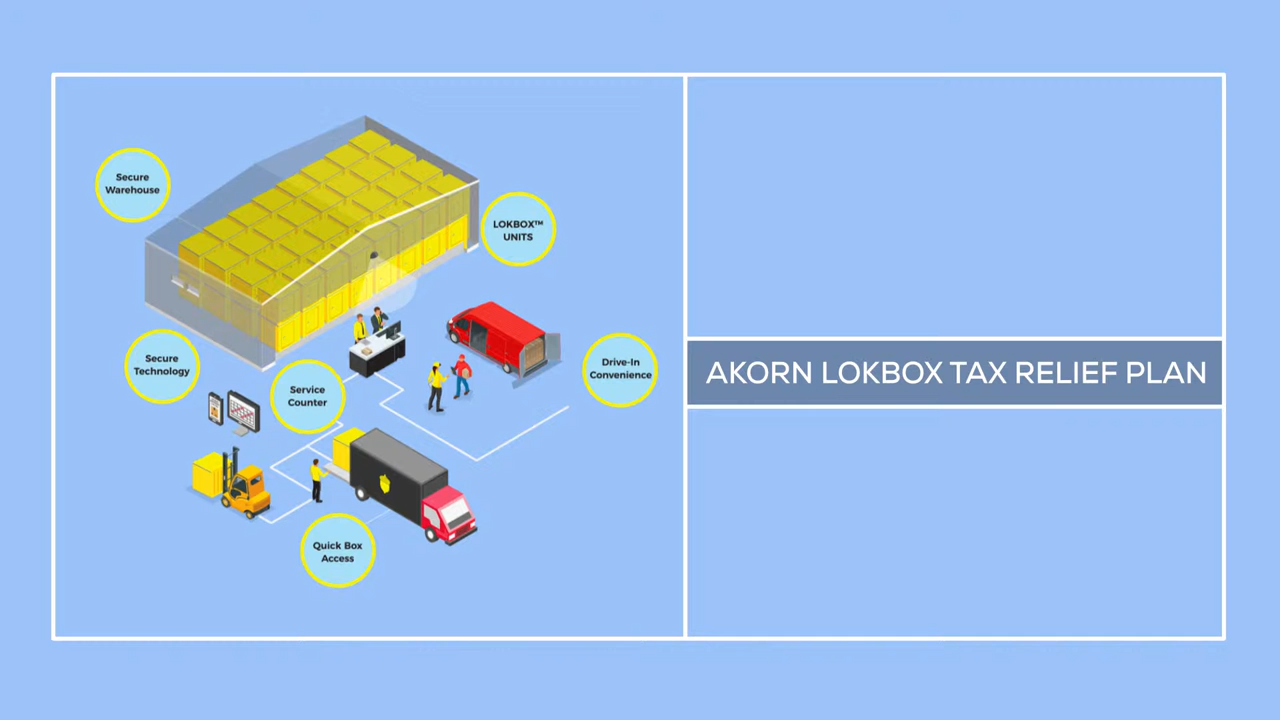 Secure
Warehouse
LOKBOX™
UNITS
Secure
Technology
Service
Counter
Drive-In
Convenience
Quick Box
Access
AKORN LOKBOX TAX RELIEF PLAN